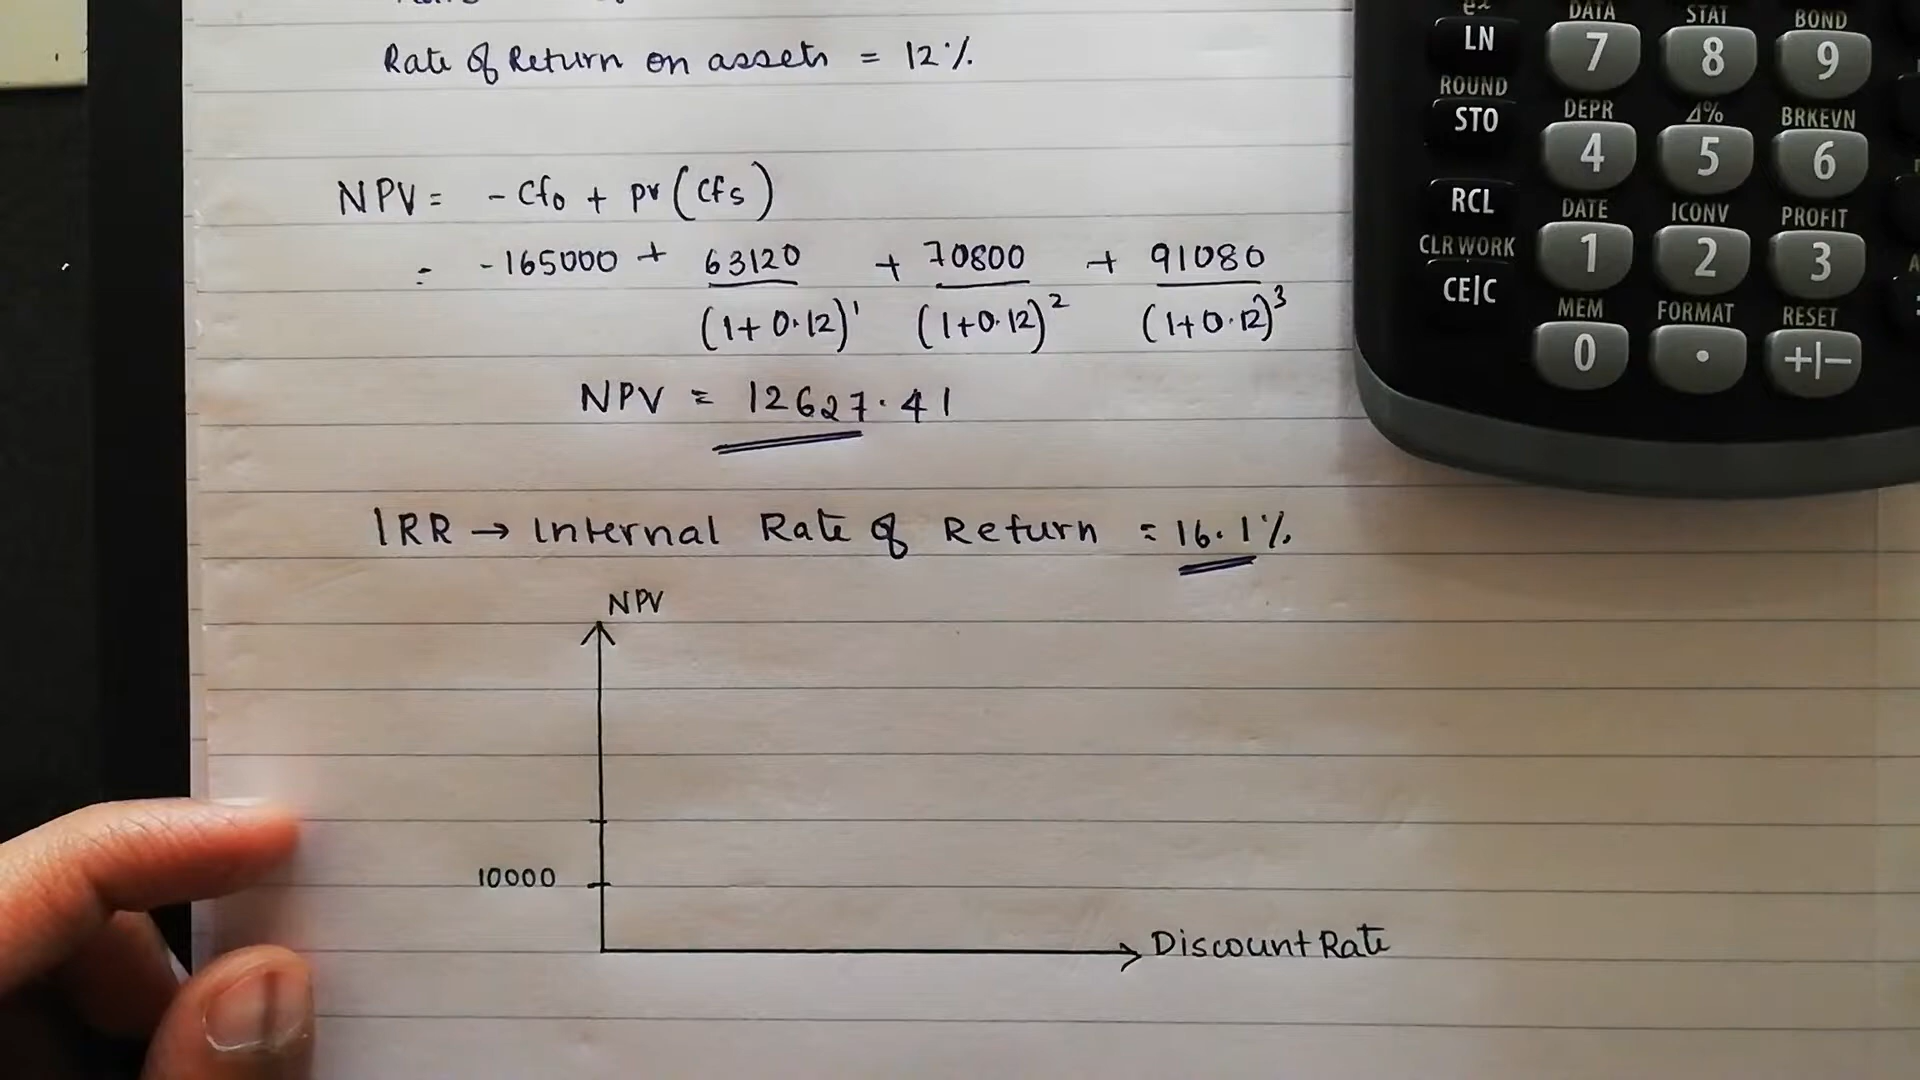 Rate of Return on assets = 12%
NPV = - Cf0 + pv (Cfs)
= - 165000 + 63120 + 70800 + 91080
(1+0.12)¹ (1+0.12)² (1+0.12)³
NPV = 12627.41
IRR → Internal Rate of Return = 16.1%
NPV
10000
Discount Rate
LN
DATA
7
STAT
8
BOND
9
ROUND
STO
DEPR
4
Δ%
5
BRKEVN
6
RCL
DATE
1
ICONV
2
PROFIT
3
CLR WORK
CE|C
MEM
0
FORMAT
.
RESET
+|−